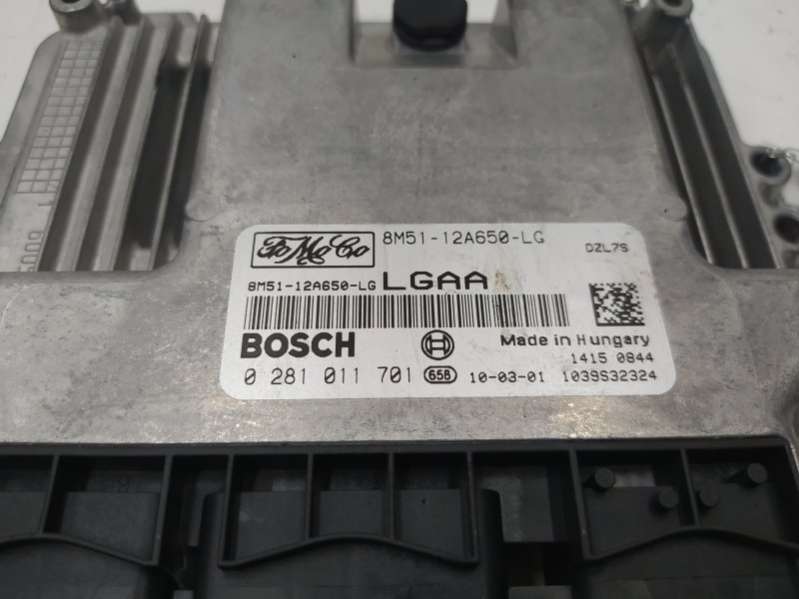 FoMoCo 8M51-12A650-LG DZL7S
8M51-12A650-LG LGAA
BOSCH Made in Hungary
1415 0844
0 281 011 701 658 10-03-01 1039S32324